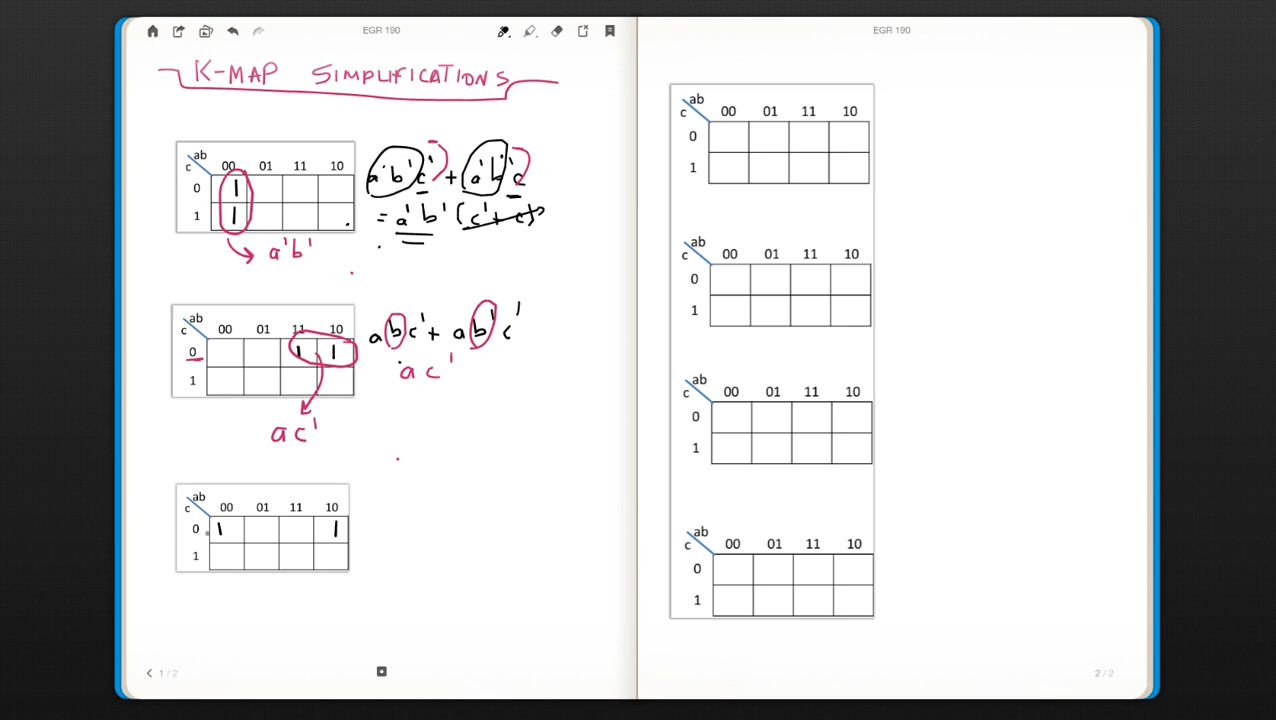 EGR 190
K-MAP SIMPLIFICATIONS
ab
c 00 01 11 10
0 1
1 1
a'b'c' + a'b'c
= a'b' (c'+c)
a'b'
ab
c 00 01 11 10
0 1 1
1
abc' + ab'c'
ac'
ac'
ab
c 00 01 11 10
0 1 1
1
1 / 2
EGR 190
ab
c 00 01 11 10
0
1
ab
c 00 01 11 10
0
1
ab
c 00 01 11 10
0
1
ab
c 00 01 11 10
0
1
2 / 2